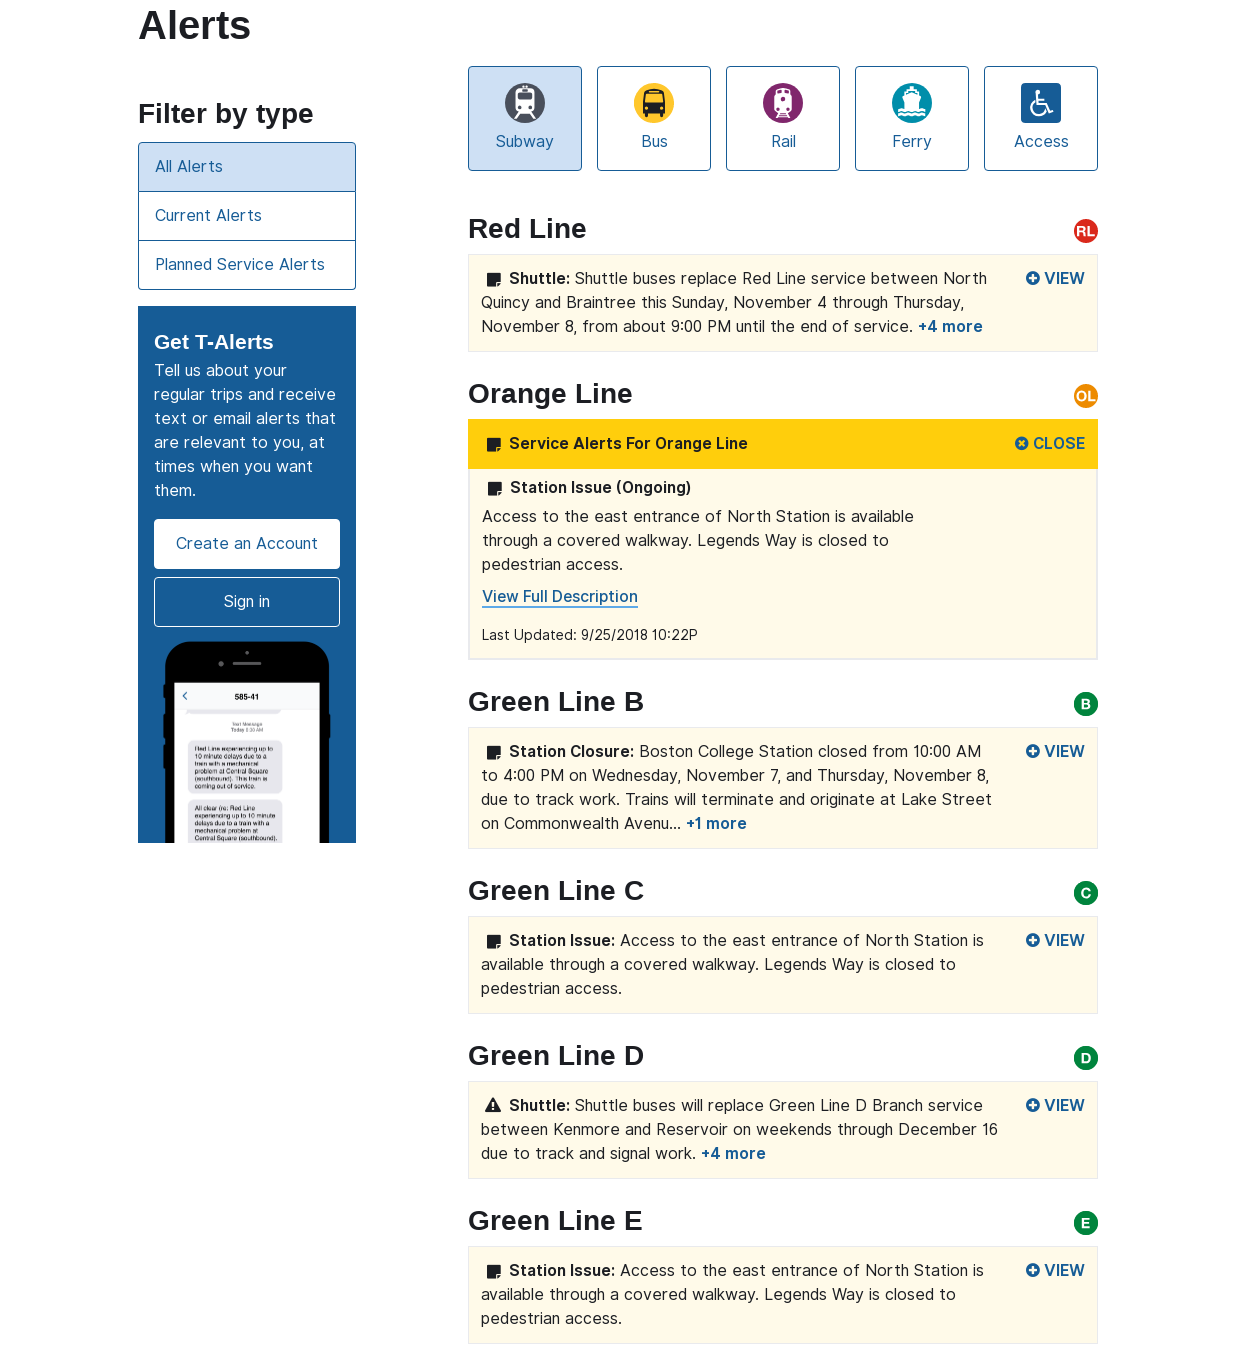 Alerts
Filter by type
All Alerts
Current Alerts
Planned Service Alerts
Get T-Alerts
Tell us about your
regular trips and receive
text or email alerts that
are relevant to you, at
times when you want
them.
Create an Account
Sign in
585-41
Text Message
Today 8:30 AM
Red Line experiencing up to
10 minute delays due to a
train with a mechanical
problem at Central Square
(southbound). This train is
coming out of service.
All clear (re: Red Line
experiencing up to 10 minute
delays due to a train with a
mechanical problem at
Central Square (southbound).
Subway
Bus
Rail
Ferry
Access
Red Line
RL
Shuttle: Shuttle buses replace Red Line service between North
Quincy and Braintree this Sunday, November 4 through Thursday,
November 8, from about 9:00 PM until the end of service. +4 more
VIEW
Orange Line
OL
Service Alerts For Orange Line
CLOSE
Station Issue (Ongoing)
Access to the east entrance of North Station is available
through a covered walkway. Legends Way is closed to
pedestrian access.
View Full Description
Last Updated: 9/25/2018 10:22P
Green Line B
B
Station Closure: Boston College Station closed from 10:00 AM
to 4:00 PM on Wednesday, November 7, and Thursday, November 8,
due to track work. Trains will terminate and originate at Lake Street
on Commonwealth Avenu... +1 more
VIEW
Green Line C
C
Station Issue: Access to the east entrance of North Station is
available through a covered walkway. Legends Way is closed to
pedestrian access.
VIEW
Green Line D
D
Shuttle: Shuttle buses will replace Green Line D Branch service
between Kenmore and Reservoir on weekends through December 16
due to track and signal work. +4 more
VIEW
Green Line E
E
Station Issue: Access to the east entrance of North Station is
available through a covered walkway. Legends Way is closed to
pedestrian access.
VIEW